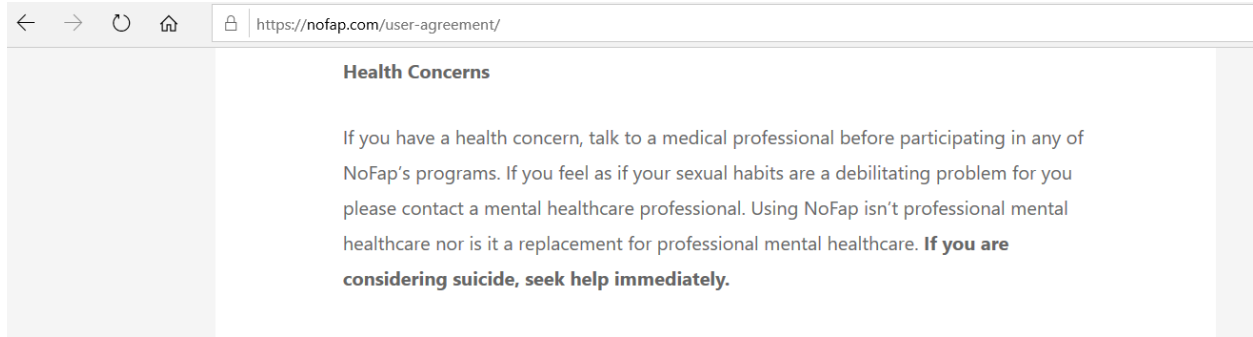 https://nofap.com/user-agreement/
Health Concerns
If you have a health concern, talk to a medical professional before participating in any of
NoFap’s programs. If you feel as if your sexual habits are a debilitating problem for you
please contact a mental healthcare professional. Using NoFap isn’t professional mental
healthcare nor is it a replacement for professional mental healthcare. If you are
considering suicide, seek help immediately.